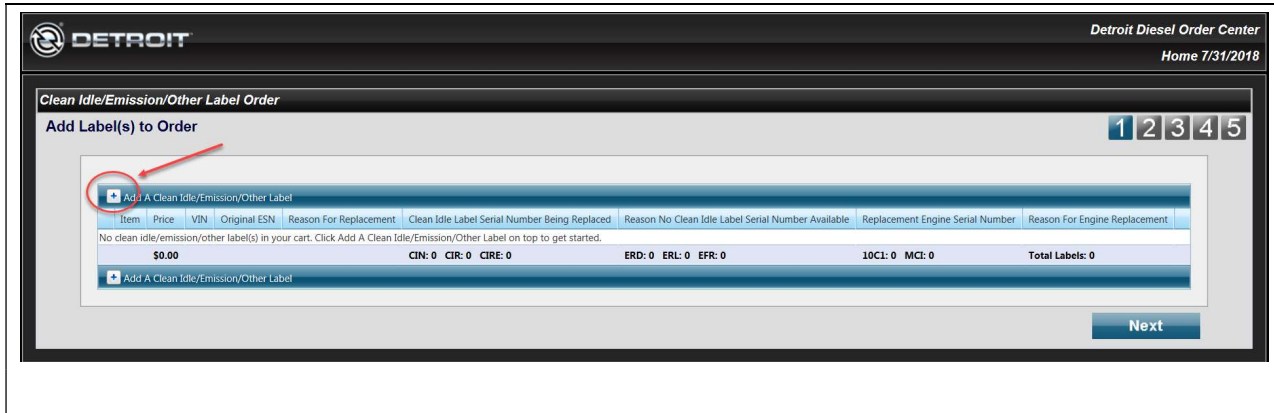 DETROIT
Detroit Diesel Order Center
Home 7/31/2018
Clean Idle/Emission/Other Label Order
Add Label(s) to Order
1 2 3 4 5
+ Add A Clean Idle/Emission/Other Label
Item Price VIN Original ESN Reason For Replacement Clean Idle Label Serial Number Being Replaced Reason No Clean Idle Label Serial Number Available Replacement Engine Serial Number Reason For Engine Replacement
No clean idle/emission/other label(s) in your cart. Click Add A Clean Idle/Emission/Other Label on top to get started.
$0.00 CIN: 0 CIR: 0 CIRE: 0 ERD: 0 ERL: 0 EFR: 0 10C1: 0 MCI: 0 Total Labels: 0
+ Add A Clean Idle/Emission/Other Label
Next